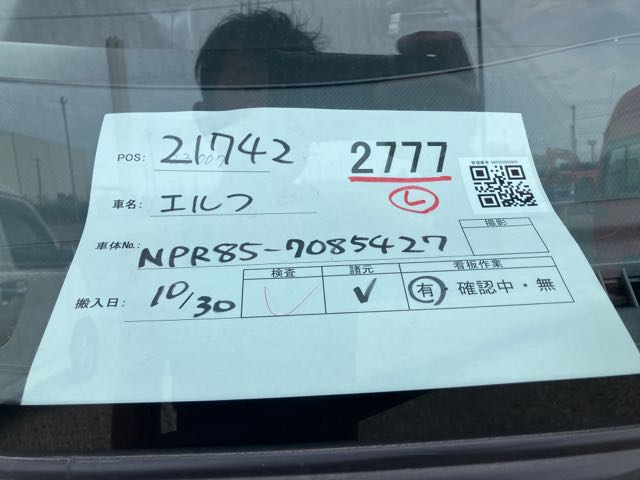 POS: 21742 2777
車名: エルフ レ
車体No.: NPR85-7085427 撮影
検査 諸元 看板作業
搬入日: 10/30 ✓ ✓ 有・確認中・無